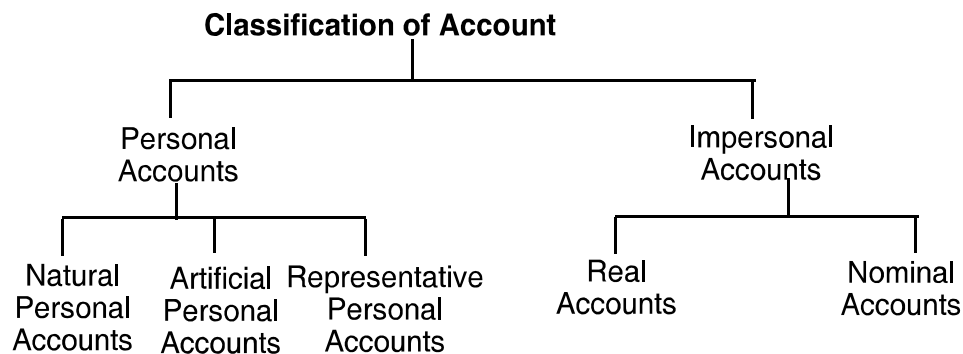 Classification of Account
Personal
Accounts
Impersonal
Accounts
Natural
Personal
Accounts
Artificial
Personal
Accounts
Representative
Personal
Accounts
Real
Accounts
Nominal
Accounts